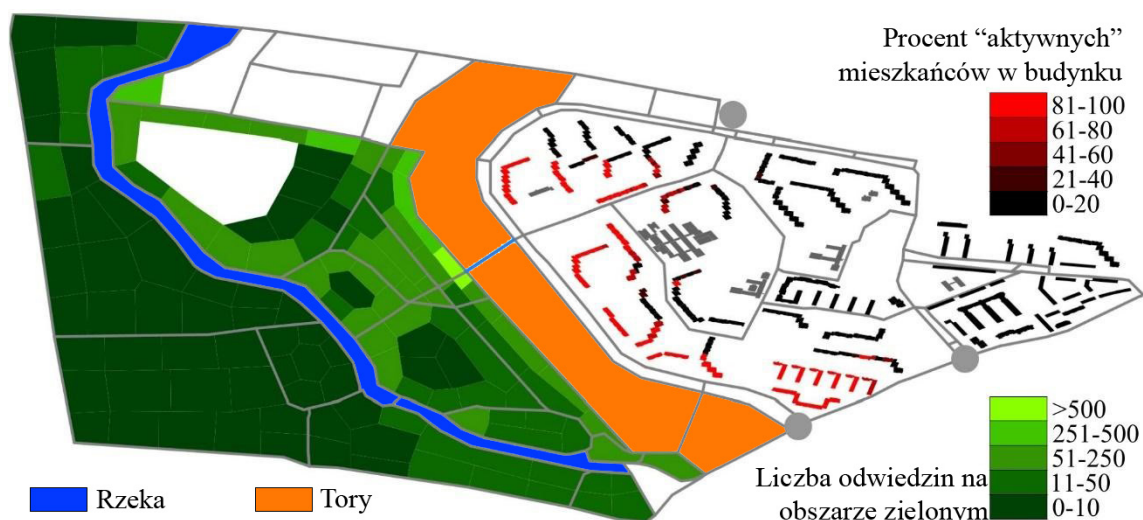 Procent “aktywnych”
mieszkańców w budynku
81-100
61-80
41-60
21-40
0-20
>500
251-500
51-250
11-50
0-10
Liczba odwiedzin na
obszarze zielonym
Rzeka
Tory